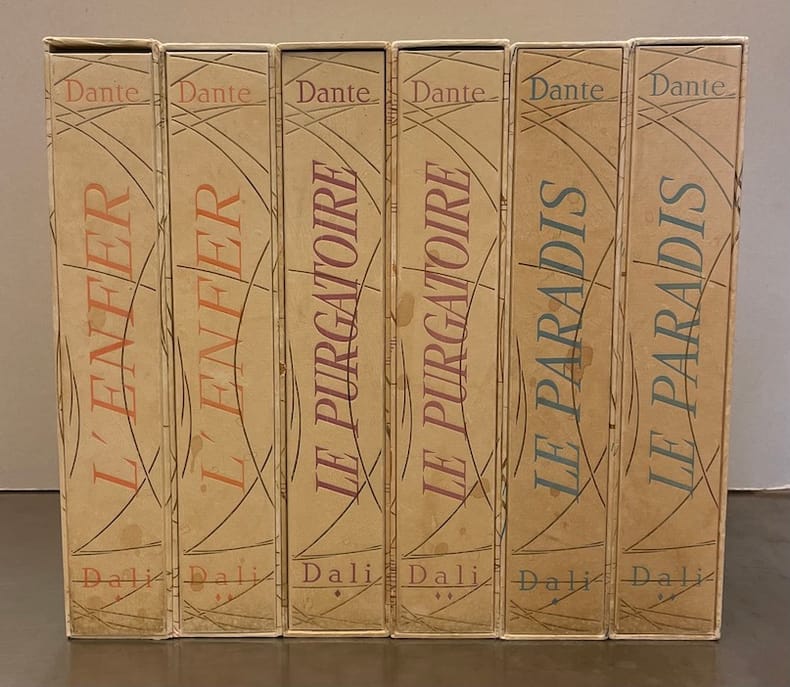 Dante
L'ENFER
Dali
♦
Dante
L'ENFER
Dali
♦♦
Dante
LE PURGATOIRE
Dali
♦
Dante
LE PURGATOIRE
Dali
♦♦
Dante
LE PARADIS
Dali
♦
Dante
LE PARADIS
Dali
♦♦